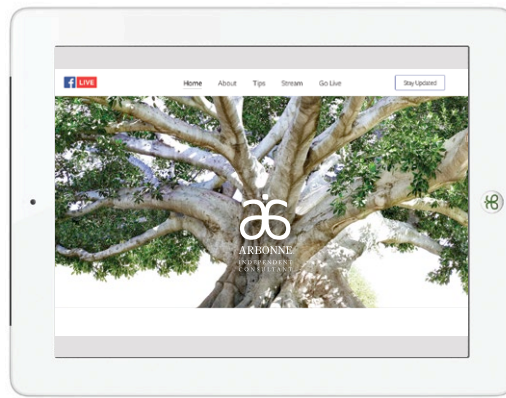 f LIVE
Home About Tips Stream Go Live
Stay Updated
ARBONNE
INDEPENDENT
CONSULTANT